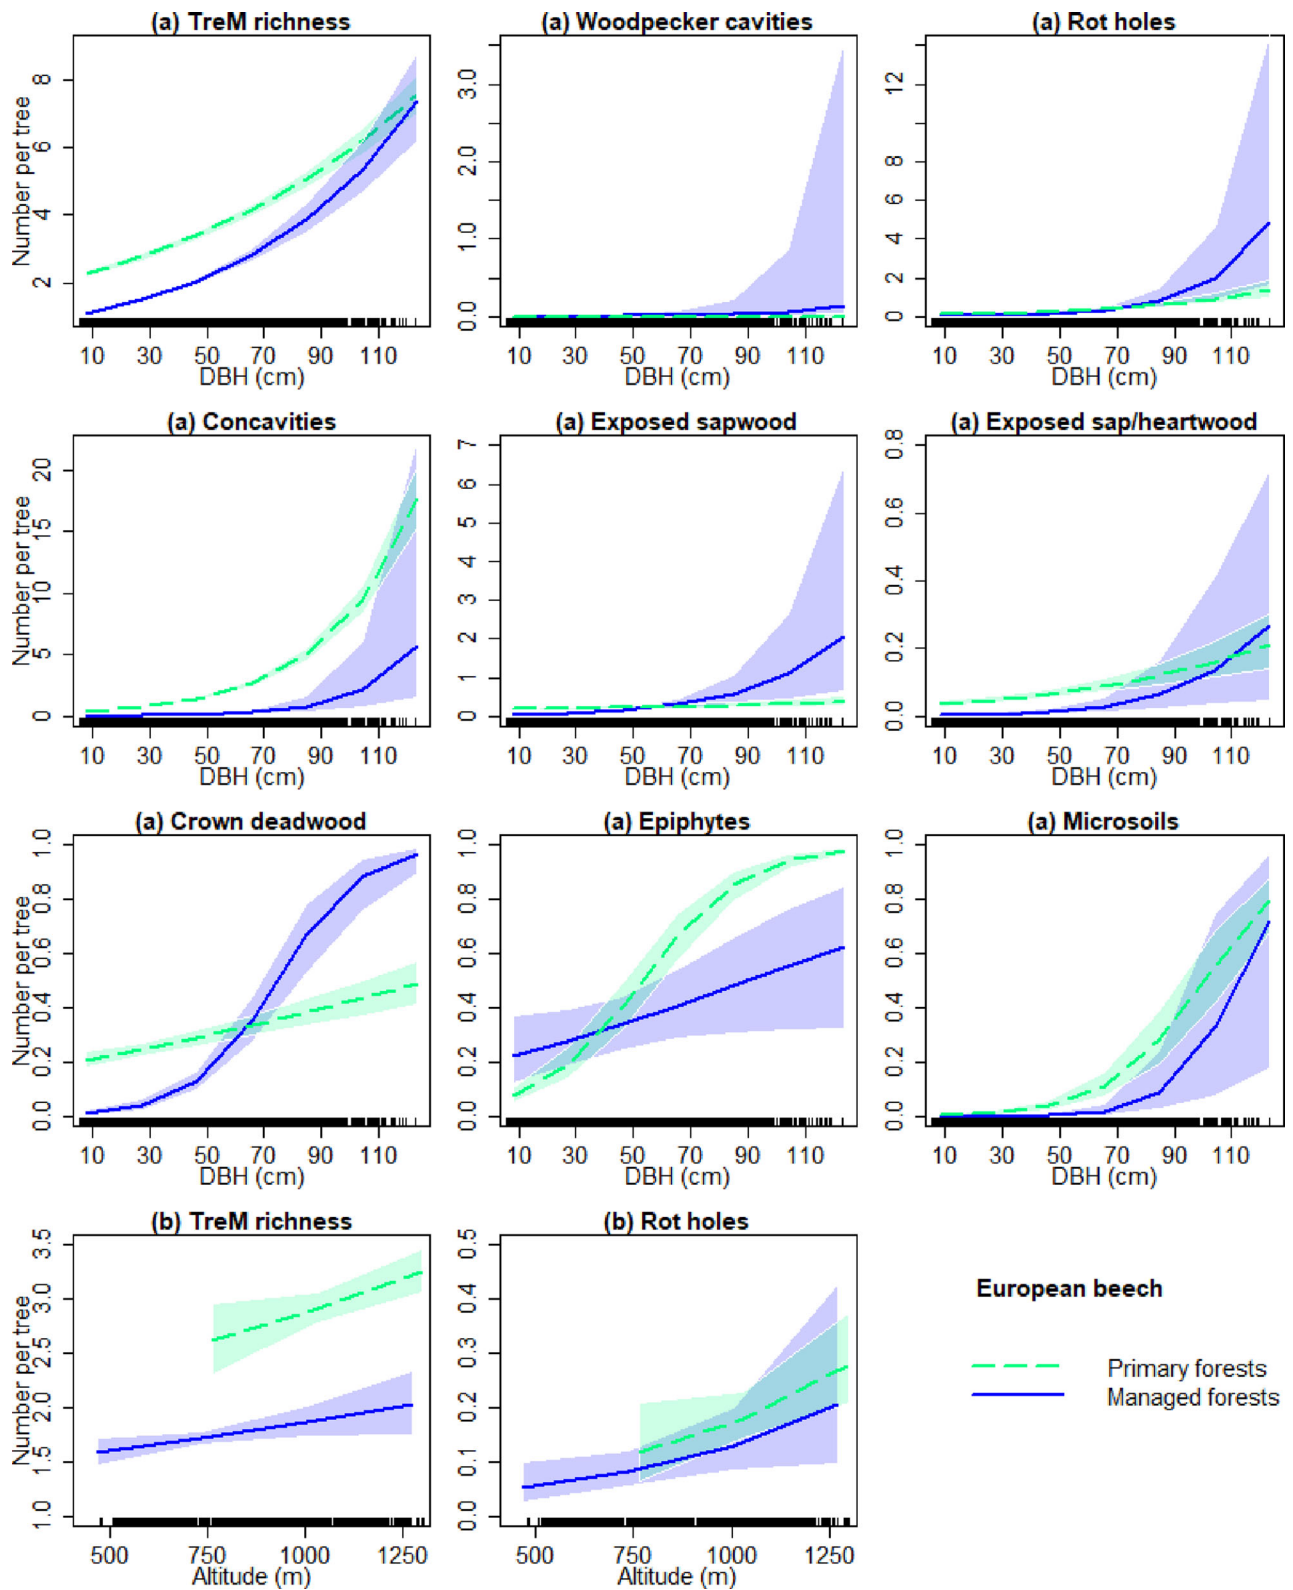 (a) TreM richness
(a) Woodpecker cavities
(a) Rot holes
Number per tree
2 4 6 8
0.0 1.0 2.0 3.0
0 2 4 6 8 12
10 30 50 70 90 110
10 30 50 70 90 110
10 30 50 70 90 110
DBH (cm)
DBH (cm)
DBH (cm)
(a) Concavities
(a) Exposed sapwood
(a) Exposed sap/heartwood
Number per tree
0 5 10 15 20
0 1 2 3 4 5 6 7
0.0 0.2 0.4 0.6 0.8
10 30 50 70 90 110
10 30 50 70 90 110
10 30 50 70 90 110
DBH (cm)
DBH (cm)
DBH (cm)
(a) Crown deadwood
(a) Epiphytes
(a) Microsoils
Number per tree
0.0 0.2 0.4 0.6 0.8 1.0
0.0 0.2 0.4 0.6 0.8 1.0
0.0 0.2 0.4 0.6 0.8 1.0
10 30 50 70 90 110
10 30 50 70 90 110
10 30 50 70 90 110
DBH (cm)
DBH (cm)
DBH (cm)
(b) TreM richness
(b) Rot holes
Number per tree
1.0 1.5 2.0 2.5 3.0 3.5
0.0 0.1 0.2 0.3 0.4 0.5
500 750 1000 1250
500 750 1000 1250
Altitude (m)
Altitude (m)
European beech
Primary forests
Managed forests